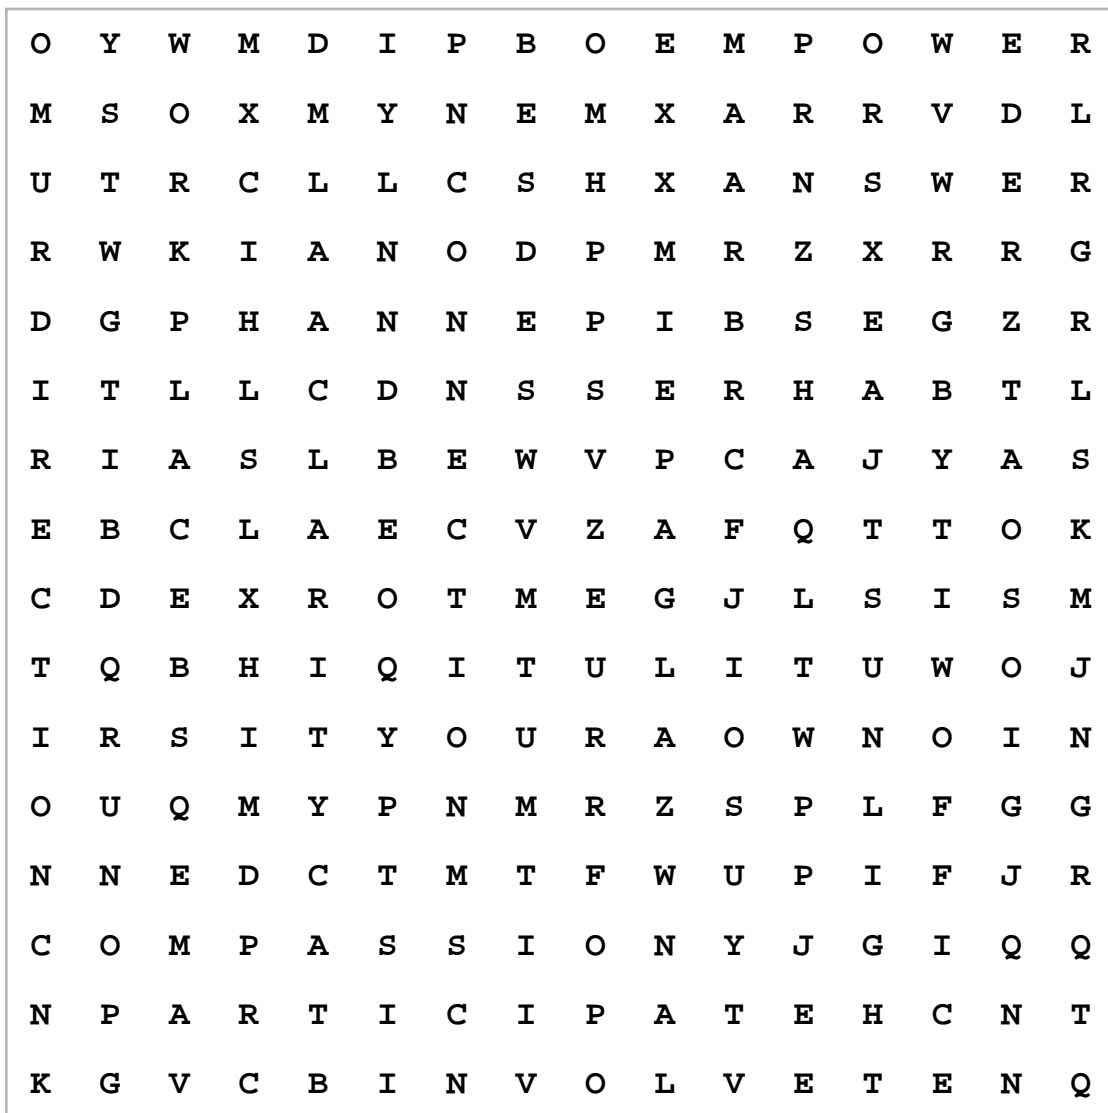 O Y W M D I P B O E M P O W E R
M S O X M Y N E M X A R R V D L
U T R C L L C S H X A N S W E R
R W K I A N O D P M R Z X R R G
D G P H A N N E P I B S E G Z R
I T L L C D N S S E R H A B T L
R I A S L B E W V P C A J Y A S
E B C L A E C V Z A F Q T T O K
C D E X R O T M E G J L S I S M
T Q B H I Q I T U L I T U W O J
I R S I T Y O U R A O W N O I N
O U Q M Y P N M R Z S P L F G G
N N E D C T M T F W U P I F J R
C O M P A S S I O N Y J G I Q Q
N P A R T I C I P A T E H C N T
K G V C B I N V O L V E T E N Q